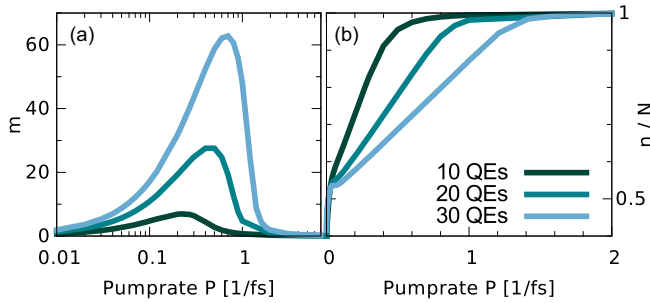 (a)
60
40
20
0
m
0.01
0.1
1
Pumprate P [1/fs]
(b)
1
0.5
n / N
10 QEs
20 QEs
30 QEs
0
1
2
Pumprate P [1/fs]